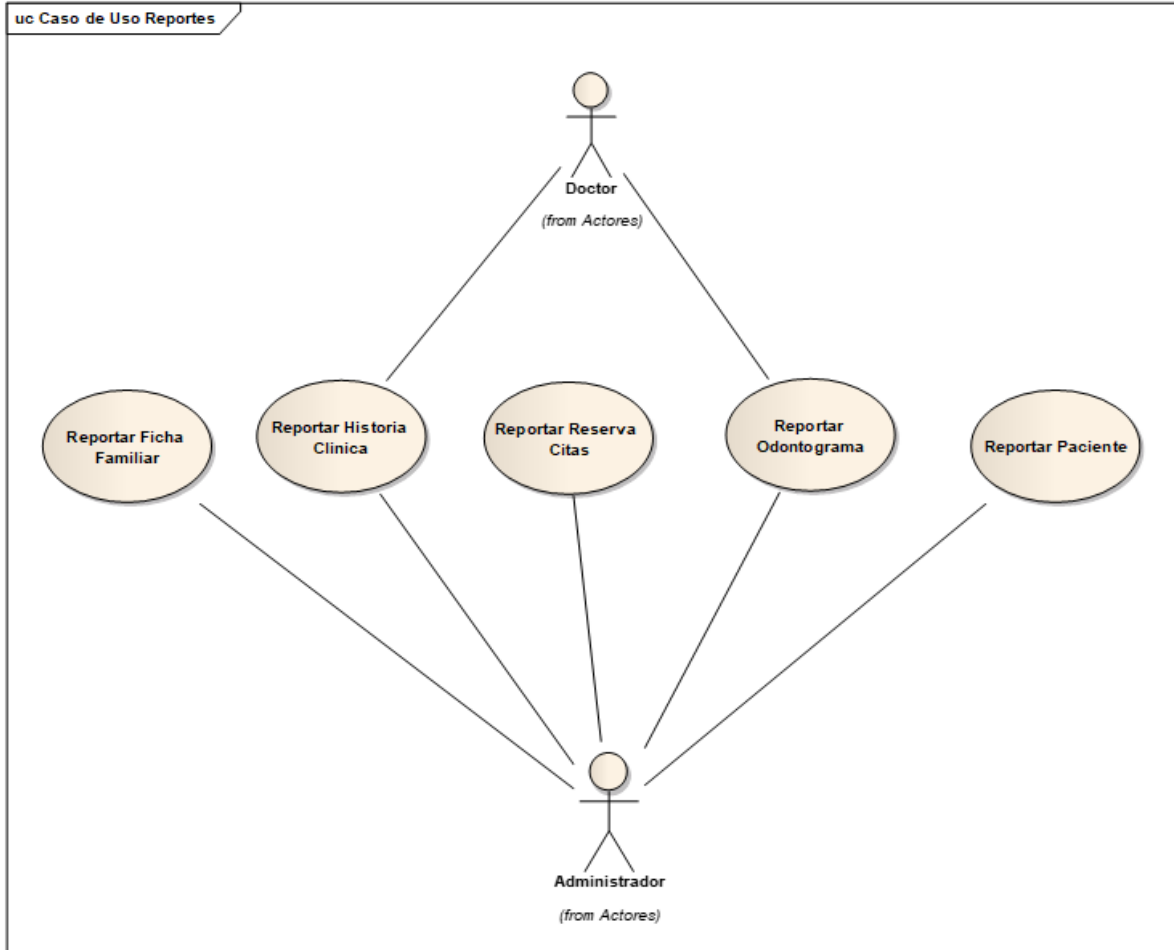 uc Caso de Uso Reportes
Doctor
(from Actores)
Reportar Ficha
Familiar
Reportar Historia
Clinica
Reportar Reserva
Citas
Reportar
Odontograma
Reportar Paciente
Administrador
(from Actores)